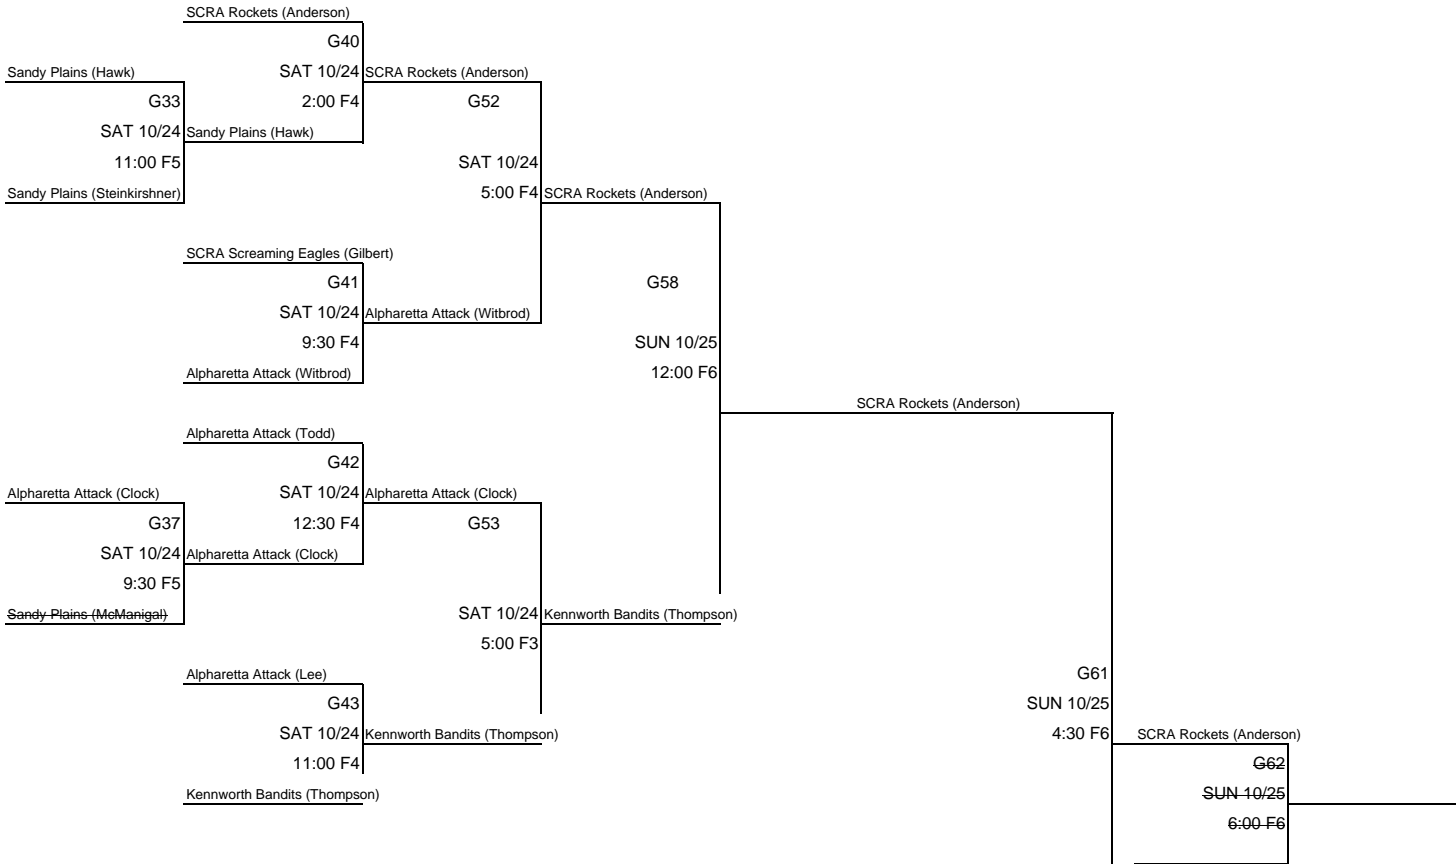 SCRA Rockets (Anderson)
G40
Sandy Plains (Hawk)
SAT 10/24
SCRA Rockets (Anderson)
G33
2:00 F4
G52
SAT 10/24
Sandy Plains (Hawk)
11:00 F5
SAT 10/24
Sandy Plains (Steinkirshner)
5:00 F4
SCRA Rockets (Anderson)
SCRA Screaming Eagles (Gilbert)
G41
G58
SAT 10/24
Alpharetta Attack (Witbrod)
9:30 F4
SUN 10/25
Alpharetta Attack (Witbrod)
12:00 F6
SCRA Rockets (Anderson)
Alpharetta Attack (Todd)
G42
Alpharetta Attack (Clock)
SAT 10/24
Alpharetta Attack (Clock)
G37
12:30 F4
G53
SAT 10/24
Alpharetta Attack (Clock)
9:30 F5
Sandy Plains (McManigal)
SAT 10/24
Kennworth Bandits (Thompson)
5:00 F3
Alpharetta Attack (Lee)
G61
G43
SUN 10/25
SAT 10/24
Kennworth Bandits (Thompson)
4:30 F6
SCRA Rockets (Anderson)
11:00 F4
G62
Kennworth Bandits (Thompson)
SUN 10/25
6:00 F6